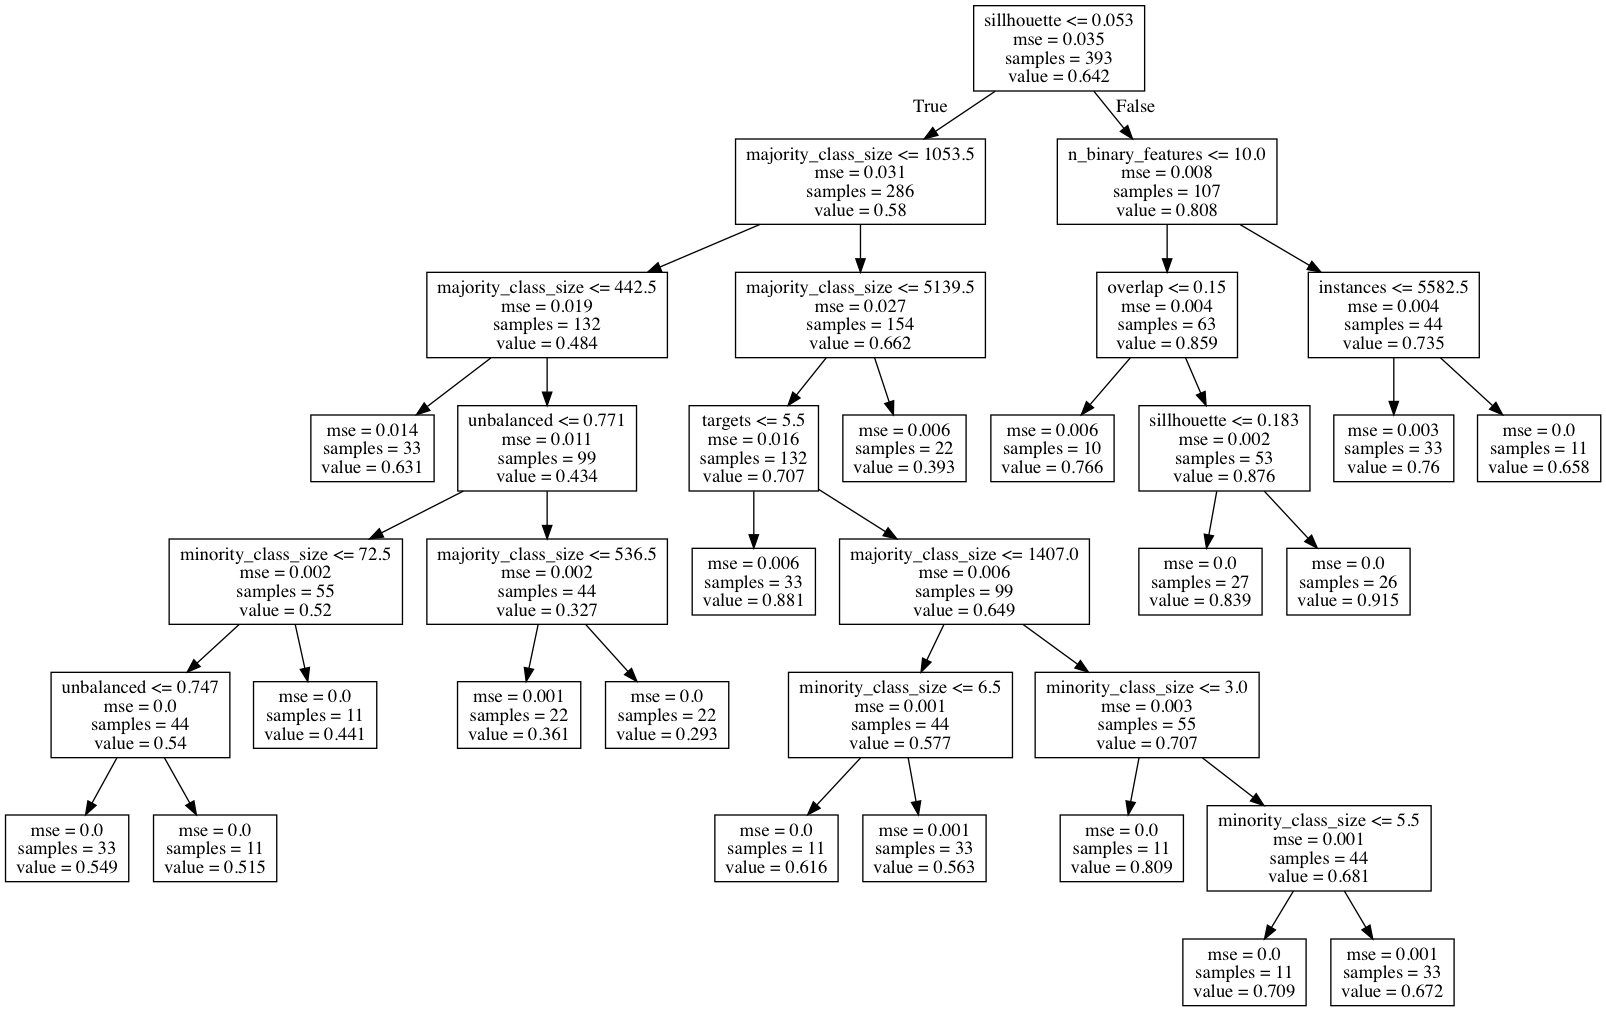 sillhouette <= 0.053
mse = 0.035
samples = 393
value = 0.642
True
False
majority_class_size <= 1053.5
mse = 0.031
samples = 286
value = 0.58
n_binary_features <= 10.0
mse = 0.008
samples = 107
value = 0.808
majority_class_size <= 442.5
mse = 0.019
samples = 132
value = 0.484
majority_class_size <= 5139.5
mse = 0.027
samples = 154
value = 0.662
overlap <= 0.15
mse = 0.004
samples = 63
value = 0.859
instances <= 5582.5
mse = 0.004
samples = 44
value = 0.735
mse = 0.014
samples = 33
value = 0.631
unbalanced <= 0.771
mse = 0.011
samples = 99
value = 0.434
targets <= 5.5
mse = 0.016
samples = 132
value = 0.707
mse = 0.006
samples = 22
value = 0.393
mse = 0.006
samples = 10
value = 0.766
sillhouette <= 0.183
mse = 0.002
samples = 53
value = 0.876
mse = 0.003
samples = 33
value = 0.76
mse = 0.0
samples = 11
value = 0.658
minority_class_size <= 72.5
mse = 0.002
samples = 55
value = 0.52
majority_class_size <= 536.5
mse = 0.002
samples = 44
value = 0.327
mse = 0.006
samples = 33
value = 0.881
majority_class_size <= 1407.0
mse = 0.006
samples = 99
value = 0.649
mse = 0.0
samples = 27
value = 0.839
mse = 0.0
samples = 26
value = 0.915
unbalanced <= 0.747
mse = 0.0
samples = 44
value = 0.54
mse = 0.0
samples = 11
value = 0.441
mse = 0.001
samples = 22
value = 0.361
mse = 0.0
samples = 22
value = 0.293
minority_class_size <= 6.5
mse = 0.001
samples = 44
value = 0.577
minority_class_size <= 3.0
mse = 0.003
samples = 55
value = 0.707
mse = 0.0
samples = 33
value = 0.549
mse = 0.0
samples = 11
value = 0.515
mse = 0.0
samples = 11
value = 0.616
mse = 0.001
samples = 33
value = 0.563
mse = 0.0
samples = 11
value = 0.809
minority_class_size <= 5.5
mse = 0.001
samples = 44
value = 0.681
mse = 0.0
samples = 11
value = 0.709
mse = 0.001
samples = 33
value = 0.672